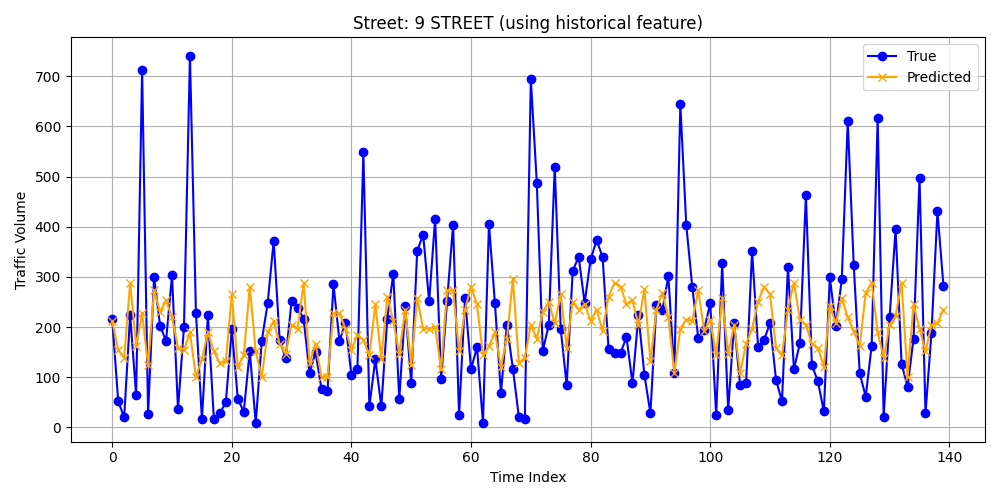 Street: 9 STREET (using historical feature)
True
Predicted
Traffic Volume
700
600
500
400
300
200
100
0
0 20 40 60 80 100 120 140
Time Index